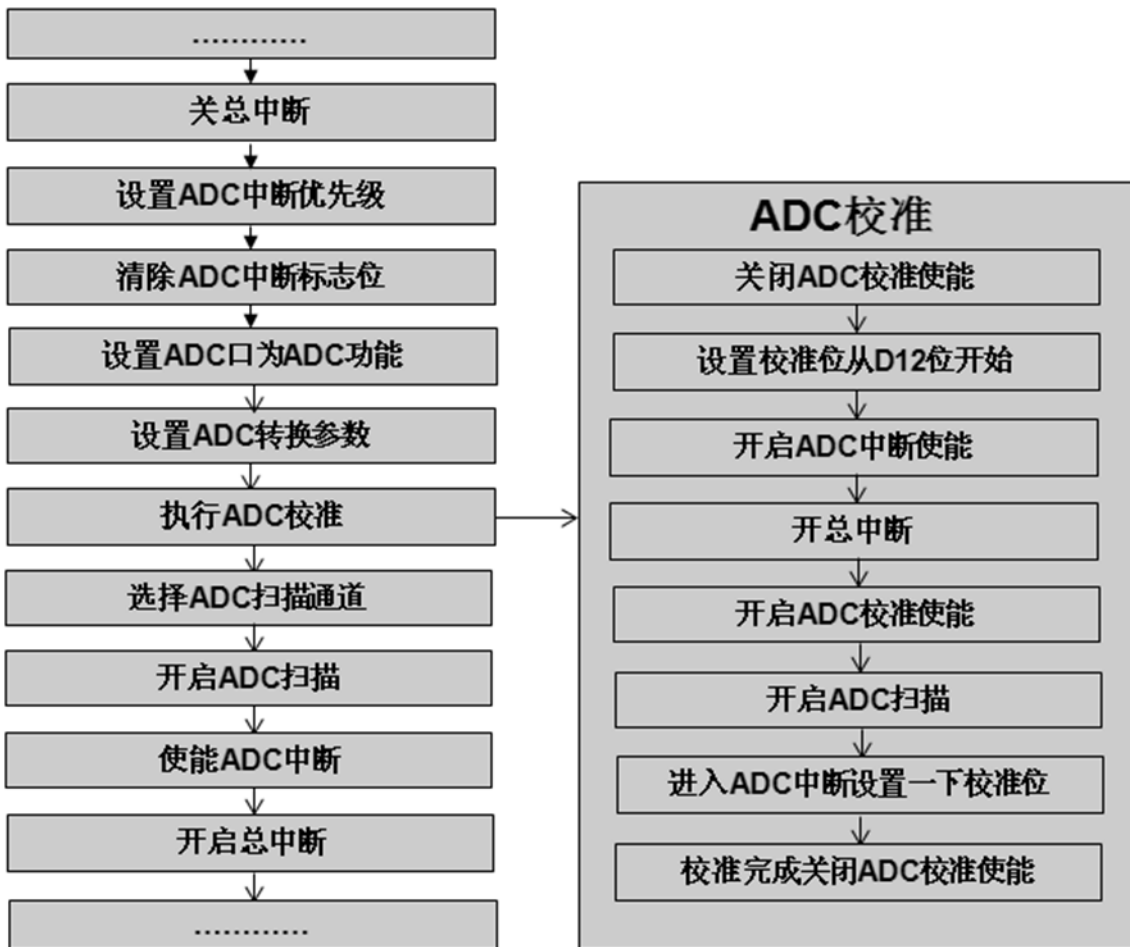 ............
关总中断
设置ADC中断优先级
清除ADC中断标志位
设置ADC口为ADC功能
设置ADC转换参数
执行ADC校准
选择ADC扫描通道
开启ADC扫描
使能ADC中断
开启总中断
............
ADC校准
关闭ADC校准使能
设置校准位从D12位开始
开启ADC中断使能
开总中断
开启ADC校准使能
开启ADC扫描
进入ADC中断设置一下校准位
校准完成关闭ADC校准使能